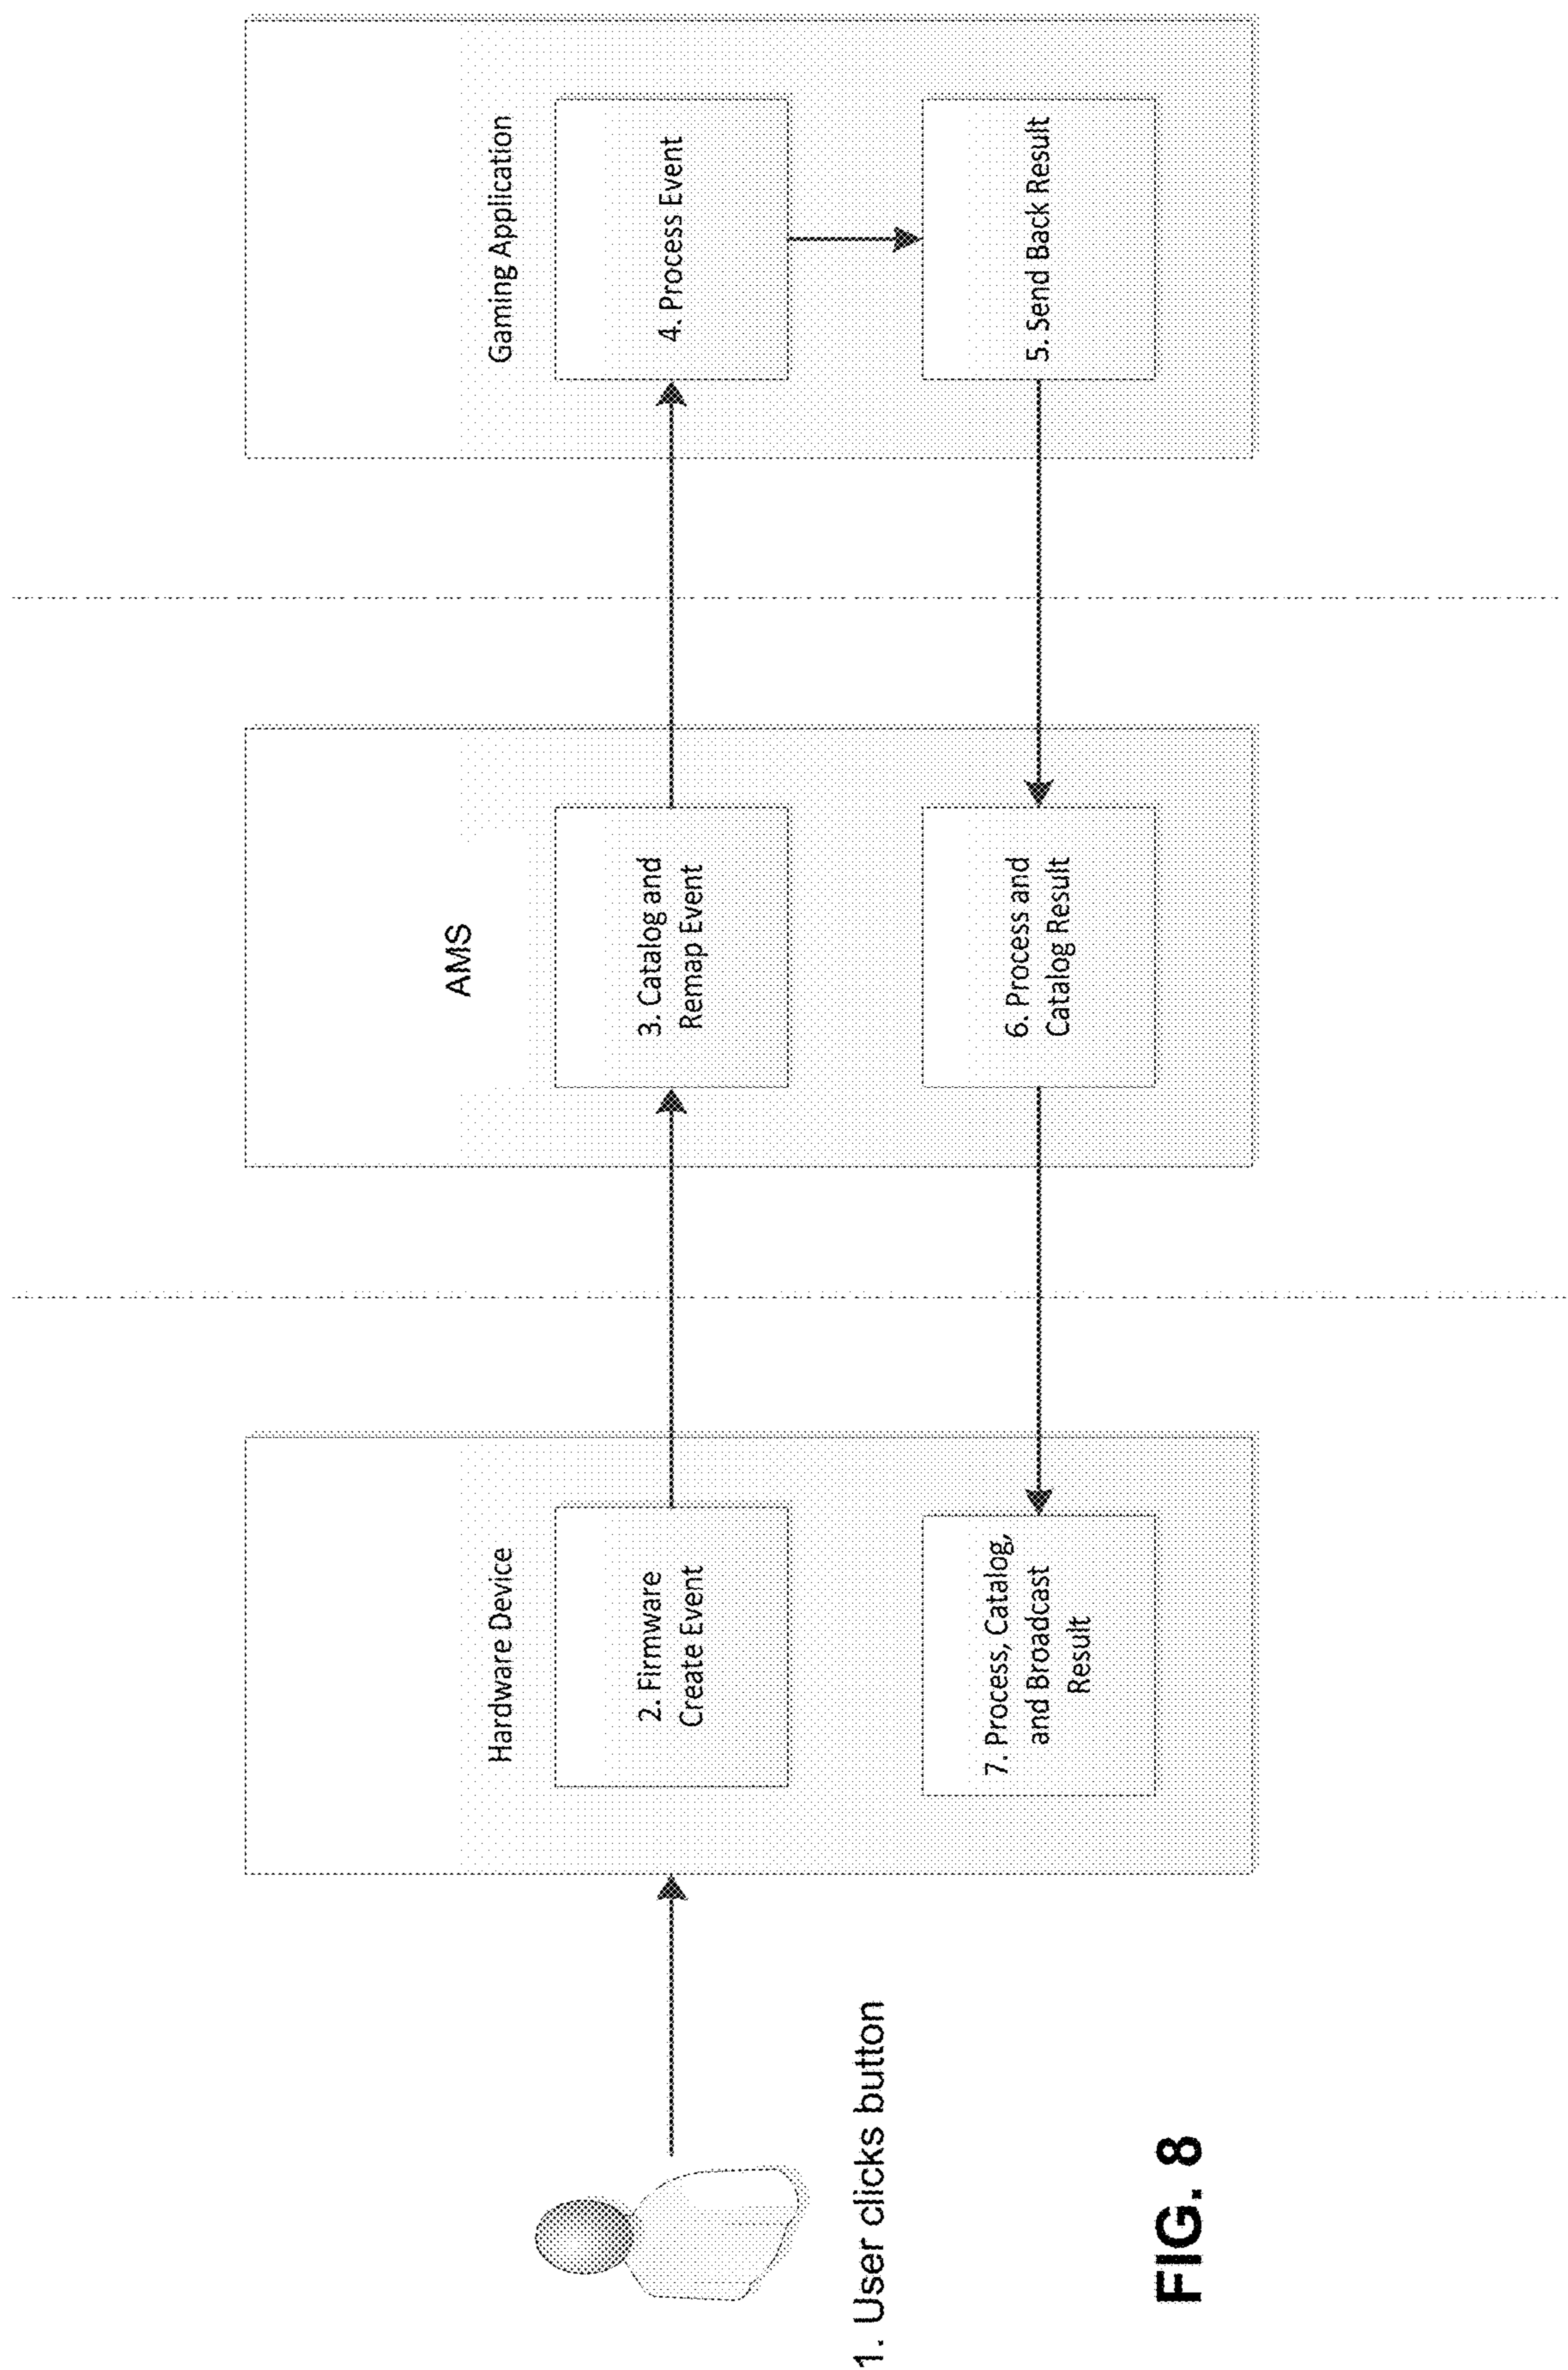 1. User clicks button
Hardware Device
2. Firmware
Create Event
AMS
3. Catalog and
Remap Event
Gaming Application
4. Process Event
5. Send Back Result
6. Process and
Catalog Result
7. Process, Catalog,
and Broadcast
Result
FIG. 8